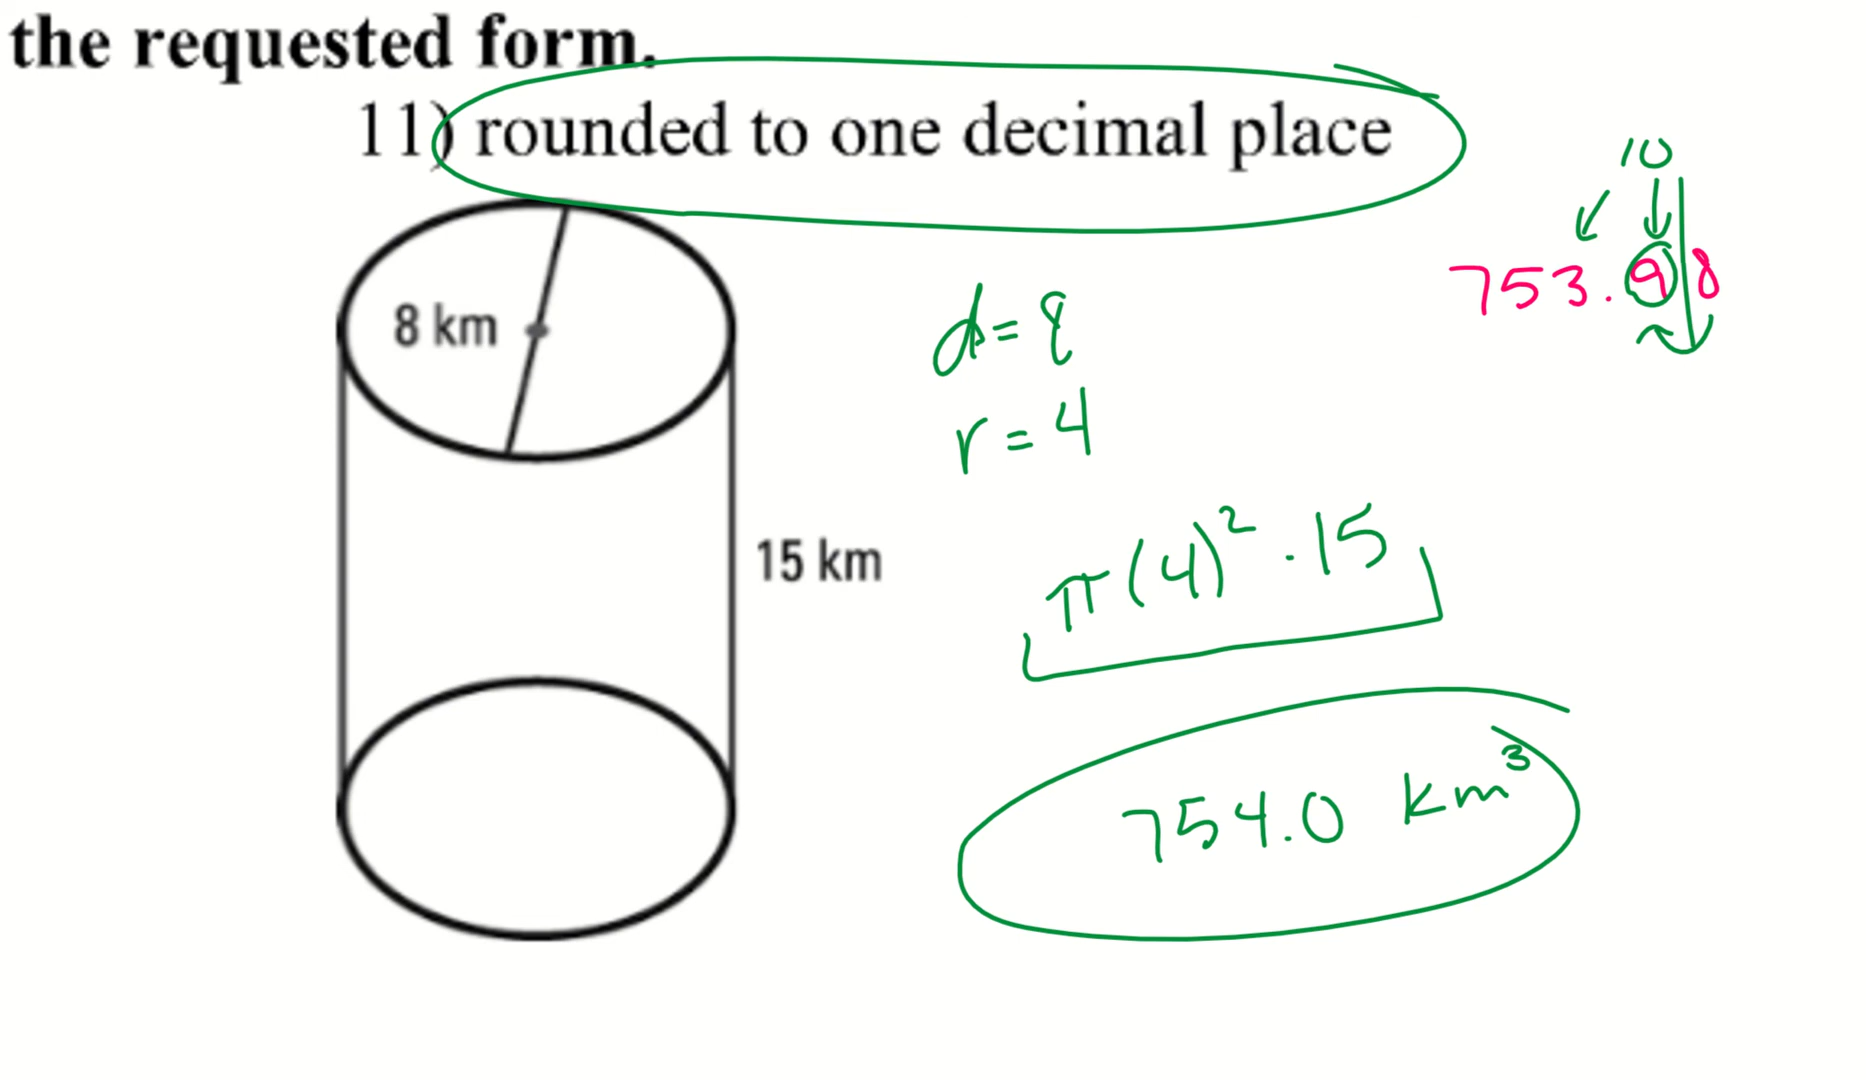 the requested form.
11) rounded to one decimal place
10
753.98
8 km
d = 8
r = 4
15 km
π(4)² · 15
754.0 km³